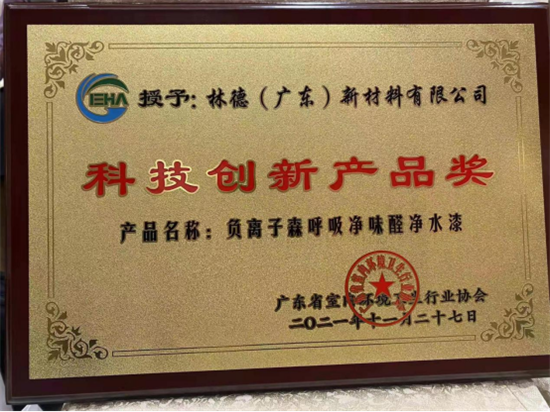 IEHA 授予：林德（广东）新材料有限公司
科技创新产品奖
产品名称：负离子森呼吸净味醛净水漆
广东省室内环境卫生行业协会
二〇二一年十一月二十七日